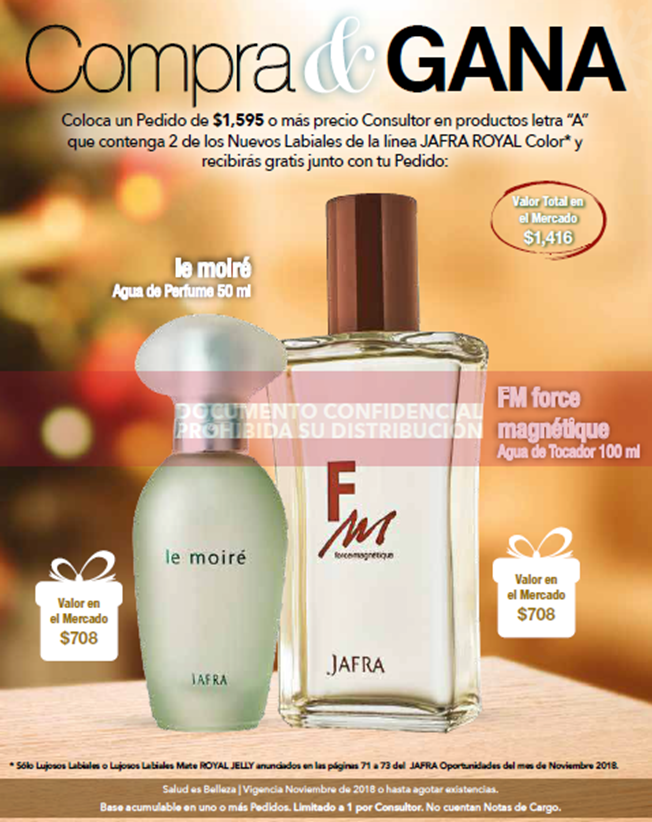 Compra & GANA
Coloca un Pedido de $1,595 o más precio Consultor en productos letra "A"
que contenga 2 de los Nuevos Labiales de la línea JAFRA ROYAL Color* y
recibirás gratis junto con tu Pedido:
Valor Total en
el Mercado
$1,416
le moiré
Agua de Perfume 50 ml
DOCUMENTO CONFIDENCIAL
PROHIBIDA SU DISTRIBUCIÓN
FM force
magnétique
Agua de Tocador 100 ml
FM
forcemagnétique
le moiré
Valor en
el Mercado
$708
Valor en
el Mercado
$708
JAFRA
JAFRA
* Sólo Lujosos Labiales o Lujosos Labiales Mate ROYAL JELLY anunciados en las páginas 71 a 73 del JAFRA Oportunidades del mes de Noviembre 2018.
Salud es Belleza | Vigencia Noviembre de 2018 o hasta agotar existencias.
Base acumulable en uno o más Pedidos. Limitado a 1 por Consultor. No cuentan Notas de Cargo.